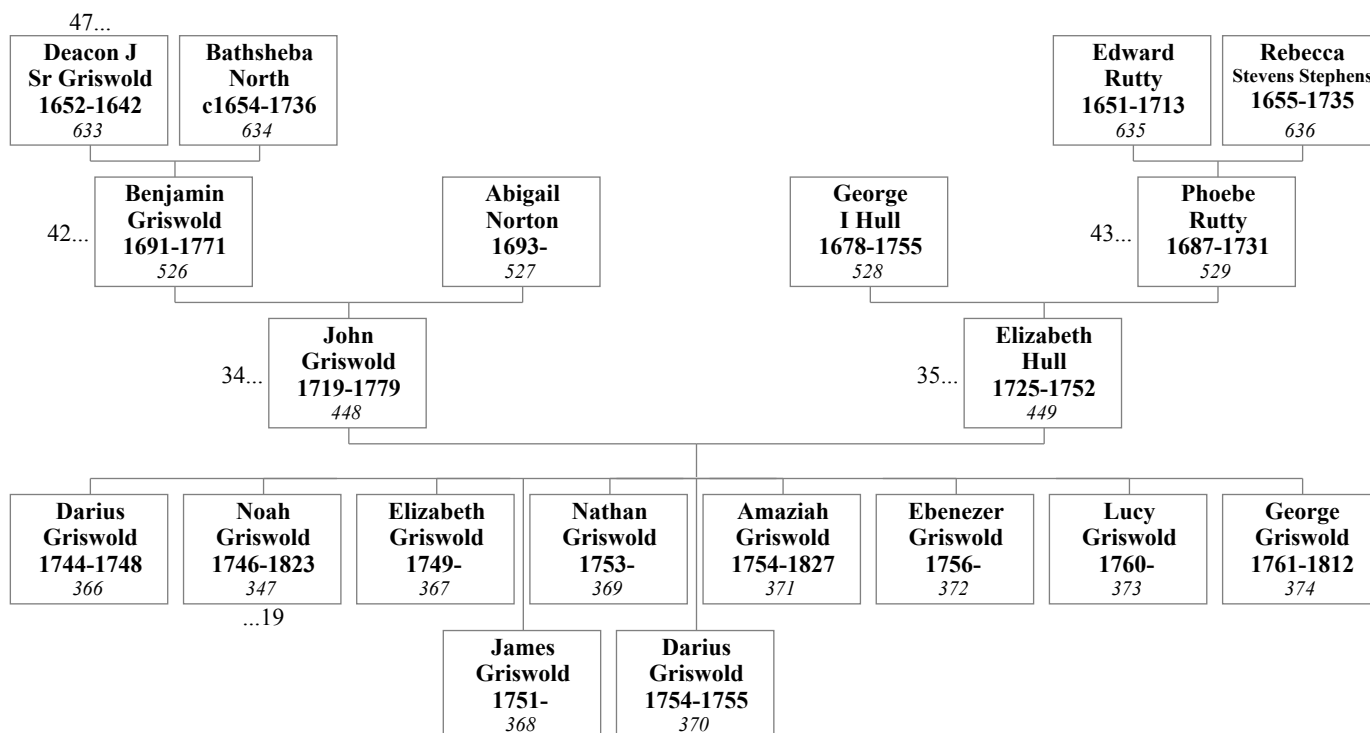 47...
Deacon J
Sr Griswold
1652-1642
633
Bathsheba
North
c1654-1736
634
Edward
Rutty
1651-1713
635
Rebecca
Stevens Stephens
1655-1735
636
42...
Benjamin
Griswold
1691-1771
526
Abigail
Norton
1693-
527
George
I Hull
1678-1755
528
43...
Phoebe
Rutty
1687-1731
529
34...
John
Griswold
1719-1779
448
35...
Elizabeth
Hull
1725-1752
449
Darius
Griswold
1744-1748
366
Noah
Griswold
1746-1823
347
...19
Elizabeth
Griswold
1749-
367
Nathan
Griswold
1753-
369
Amaziah
Griswold
1754-1827
371
Ebenezer
Griswold
1756-
372
Lucy
Griswold
1760-
373
George
Griswold
1761-1812
374
James
Griswold
1751-
368
Darius
Griswold
1754-1755
370